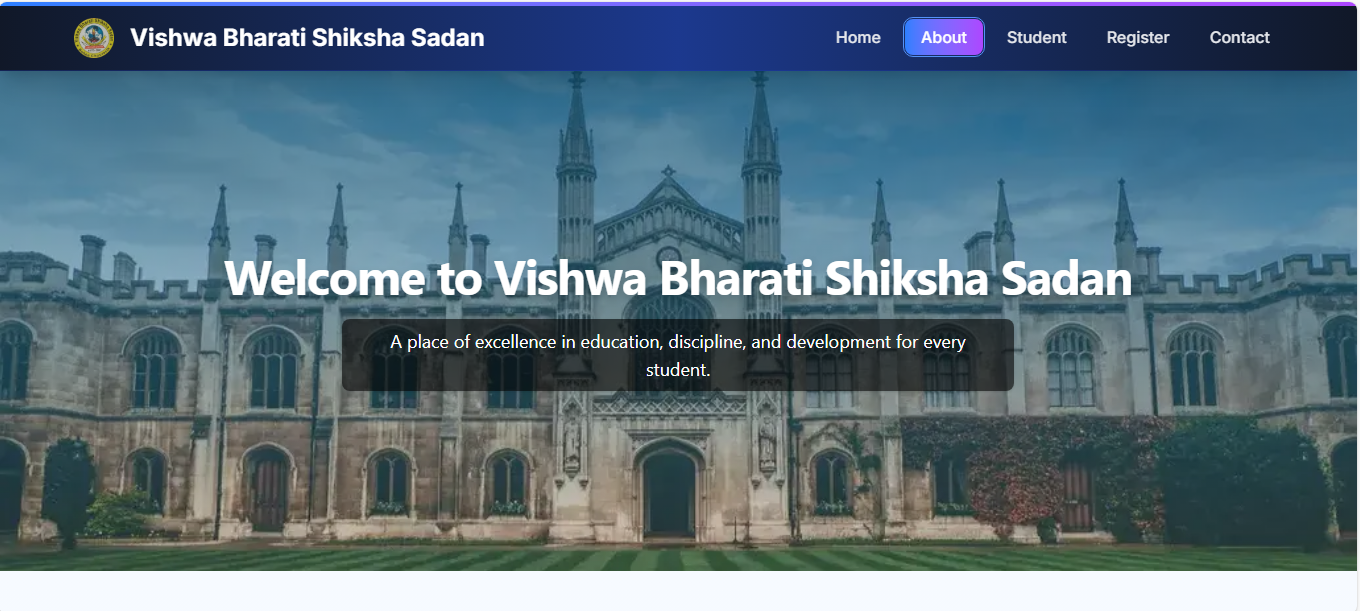 Vishwa Bharati Shiksha Sadan
Home
About
Student
Register
Contact
Welcome to Vishwa Bharati Shiksha Sadan
A place of excellence in education, discipline, and development for every
student.